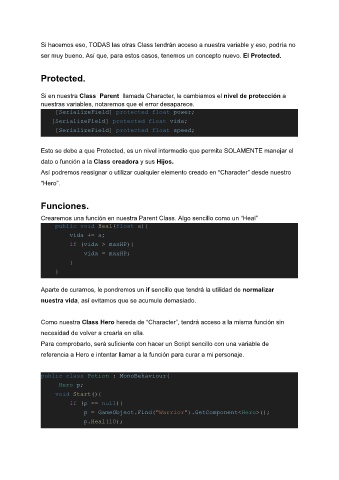 Si hacemos eso, TODAS las otras Class tendrán acceso a nuestra variable y eso, podría no
ser muy bueno. Así que, para estos casos, tenemos un concepto nuevo. El Protected.
Protected.
Si en nuestra Class Parent llamada Character, le cambiamos el nivel de protección a
nuestras variables, notaremos que el error desaparece.
[SerializeField] protected float power;
[SerializeField] protected float vida;
[SerializeField] protected float speed;
Esto se debe a que Protected, es un nivel intermedio que permite SOLAMENTE manejar el
dato o función a la Class creadora y sus Hijos.
Así podremos reasignar o utilizar cualquier elemento creado en "Character" desde nuestro
"Hero".
Funciones.
Crearemos una función en nuestra Parent Class. Algo sencillo como un "Heal"
public void Heal(float a){
vida += a;
if (vida > maxHP){
vida = maxHP;
}
}
Aparte de curarnos, le pondremos un if sencillo que tendrá la utilidad de normalizar
nuestra vida, así evitamos que se acumule demasiado.
Como nuestra Class Hero hereda de "Character", tendrá acceso a la misma función sin
necesidad de volver a crearla en ella.
Para comprobarlo, será suficiente con hacer un Script sencillo con una variable de
referencia a Hero e intentar llamar a la función para curar a mi personaje.
public class Potion : MonoBehaviour{
Hero p;
void Start(){
if (p == null){
p = GameObject.Find("Warrior").GetComponent<Hero>();
p.Heal(10);